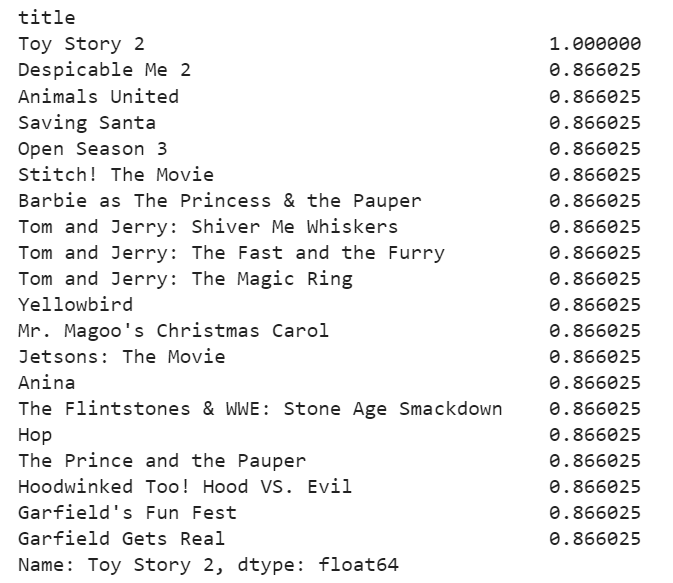 title
Toy Story 2 1.000000
Despicable Me 2 0.866025
Animals United 0.866025
Saving Santa 0.866025
Open Season 3 0.866025
Stitch! The Movie 0.866025
Barbie as The Princess & the Pauper 0.866025
Tom and Jerry: Shiver Me Whiskers 0.866025
Tom and Jerry: The Fast and the Furry 0.866025
Tom and Jerry: The Magic Ring 0.866025
Yellowbird 0.866025
Mr. Magoo's Christmas Carol 0.866025
Jetsons: The Movie 0.866025
Anina 0.866025
The Flintstones & WWE: Stone Age Smackdown 0.866025
Hop 0.866025
The Prince and the Pauper 0.866025
Hoodwinked Too! Hood VS. Evil 0.866025
Garfield's Fun Fest 0.866025
Garfield Gets Real 0.866025
Name: Toy Story 2, dtype: float64